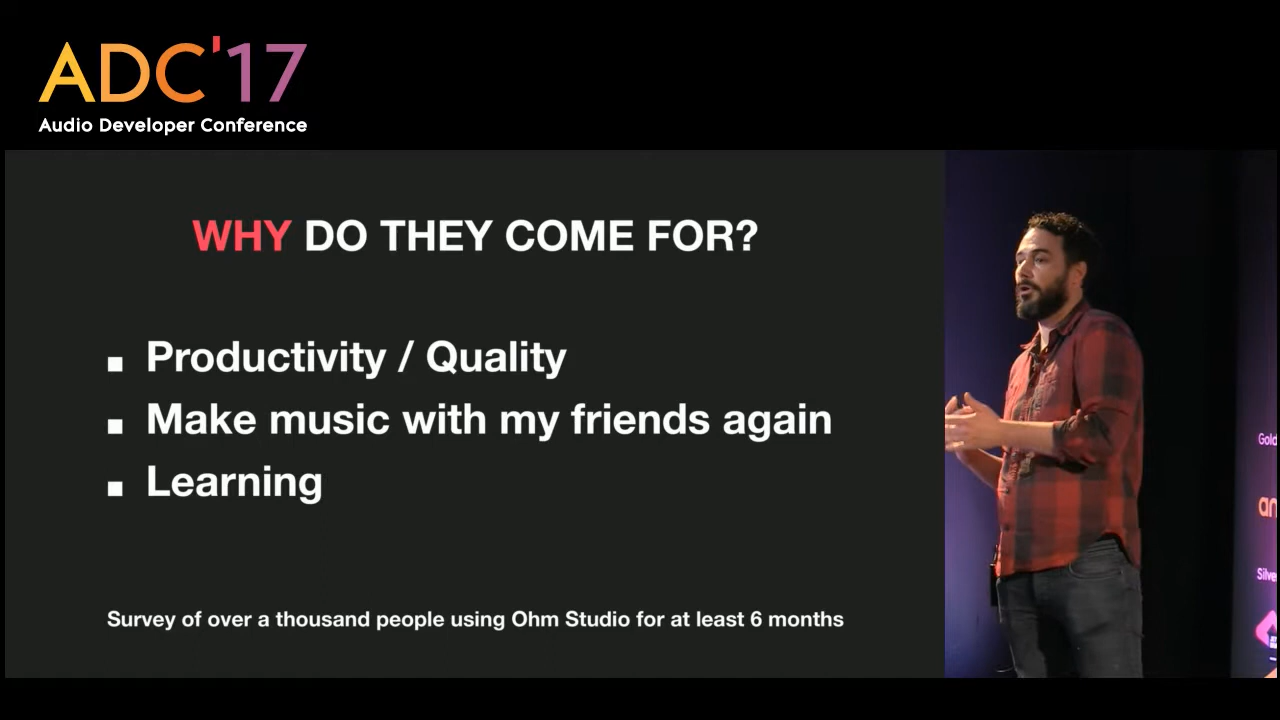 ADC'17
Audio Developer Conference
WHY DO THEY COME FOR?
Productivity / Quality
Make music with my friends again
Learning
Survey of over a thousand people using Ohm Studio for at least 6 months